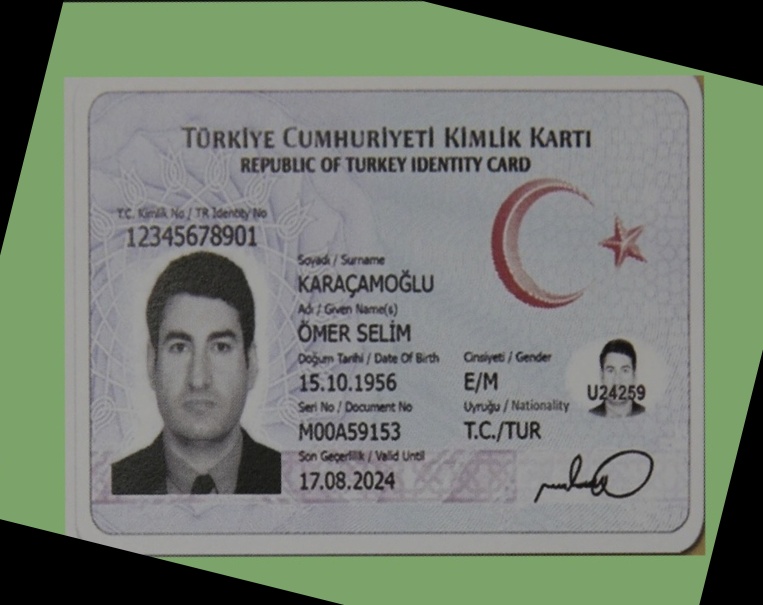 TÜRKİYE CUMHURİYETİ KİMLİK KARTI
REPUBLIC OF TURKEY IDENTITY CARD
T.C. Kimlik No / TR Identity No
12345678901
Soyadı / Surname
KARAÇAMOĞLU
Adı / Given Name(s)
ÖMER SELİM
Doğum Tarihi / Date Of Birth
Cinsiyeti / Gender
15.10.1956
E/M
U24259
Seri No / Document No
Uyruğu / Nationality
M00A59153
T.C./TUR
Son Geçerlilik / Valid Until
17.08.2024